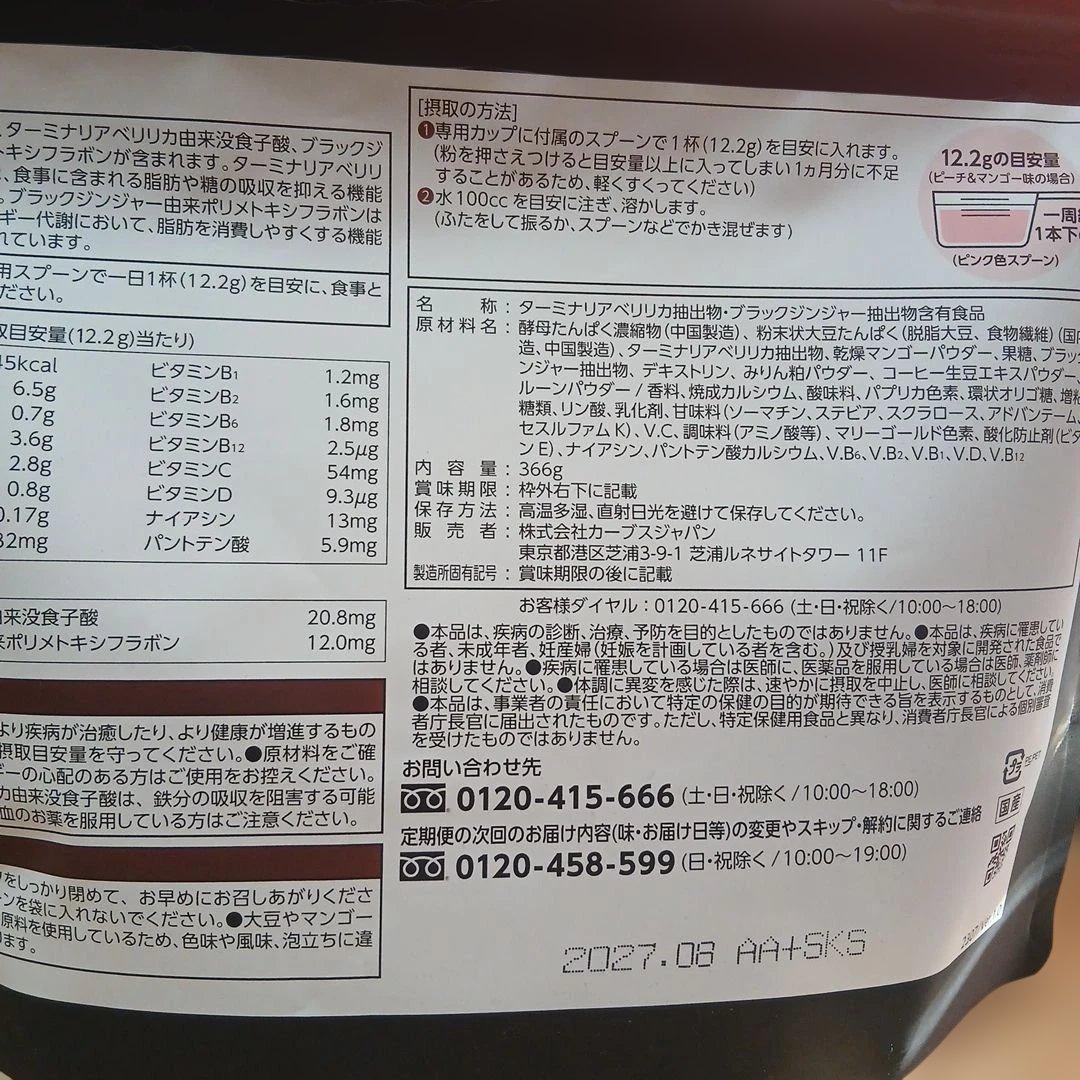 ターミナリアベリリカ由来没食子酸、ブラックジ
トキシフラボンが含まれます。ターミナリアベリリ
、食事に含まれる脂肪や糖の吸収を抑える機能
。ブラックジンジャー由来ポリメトキシフラボンは
ギー代謝において、脂肪を消費しやすくする機能
れています。
用スプーンで一日1杯(12.2g)を目安に、食事と
ださい。
取目安量(12.2g)当たり)
45kcal ビタミンB1 1.2mg
6.5g ビタミンB2 1.6mg
0.7g ビタミンB6 1.8mg
3.6g ビタミンB12 2.5μg
2.8g ビタミンC 54mg
0.8g ビタミンD 9.3μg
0.17g ナイアシン 13mg
32mg パントテン酸 5.9mg
由来没食子酸 20.8mg
来ポリメトキシフラボン 12.0mg
より疾病が治癒したり、より健康が増進するもの
摂取目安量を守ってください。●原材料をご確
ギーの心配のある方はご使用をお控えください。
カ由来没食子酸は、鉄分の吸収を阻害する可能
血のお薬を服用している方はご注意ください。
をしっかり閉めて、お早めにお召しあがりくださ
ーンを袋に入れないでください。●大豆やマンゴー
原料を使用しているため、色味や風味、泡立ちに違
ます。
[摂取の方法]
❶専用カップに付属のスプーンで1杯(12.2g)を目安に入れます。
(粉を押さえつけると目安量以上に入ってしまい1ヵ月分に不足
することがあるため、軽くすくってください)
❷水100ccを目安に注ぎ、溶かします。
(ふたをして振るか、スプーンなどでかき混ぜます)
12.2gの目安量
(ピーチ&マンゴー味の場合)
一周
1本下
(ピンク色スプーン)
名称:ターミナリアベリリカ抽出物・ブラックジンジャー抽出物含有食品
原材料名:酵母たんぱく濃縮物(中国製造)、粉末状大豆たんぱく(脱脂大豆、食物繊維)(国
造、中国製造)、ターミナリアベリリカ抽出物、乾燥マンゴーパウダー、果糖、ブラッ
ンジャー抽出物、デキストリン、みりん粕パウダー、コーヒー生豆エキスパウダー
ルーンパウダー / 香料、焼成カルシウム、酸味料、パプリカ色素、環状オリゴ糖、増粘
糖類、リン酸、乳化剤、甘味料(ソーマチン、ステビア、スクラロース、アドバンテーム、
セスルファムK)、V.C、調味料(アミノ酸等)、マリーゴールド色素、酸化防止剤(ビタ
ンE)、ナイアシン、パントテン酸カルシウム、V.B6、V.B2、V.B1、V.D、V.B12
内容量:366g
賞味期限:枠外右下に記載
保存方法:高温多湿、直射日光を避けて保存してください。
販売者:株式会社カーブスジャパン
東京都港区芝浦3-9-1 芝浦ルネサイトタワー 11F
製造所固有記号:賞味期限の後に記載
お客様ダイヤル:0120-415-666 (土・日・祝除く/10:00〜18:00)
●本品は、疾病の診断、治療、予防を目的としたものではありません。●本品は、疾病に罹患してい
る者、未成年者、妊産婦(妊娠を計画している者を含む。)及び授乳婦を対象に開発された食品で
はありません。●疾病に罹患している場合は医師に、医薬品を服用している場合は医師、薬剤師に
相談してください。●体調に異変を感じた際は、速やかに摂取を中止し、医師に相談してください。
●本品は、事業者の責任において特定の保健の目的が期待できる旨を表示するものとして、消費
者庁長官に届出されたものです。ただし、特定保健用食品と異なり、消費者庁長官による個別審査
を受けたものではありません。
お問い合わせ先
0120-415-666 (土・日・祝除く/10:00〜18:00)
定期便の次回のお届け内容(味・お届け日等)の変更やスキップ・解約に関するご連絡
0120-458-599 (日・祝除く/10:00〜19:00)
プラ PE,PET
国産
2027.08 AA+SKS